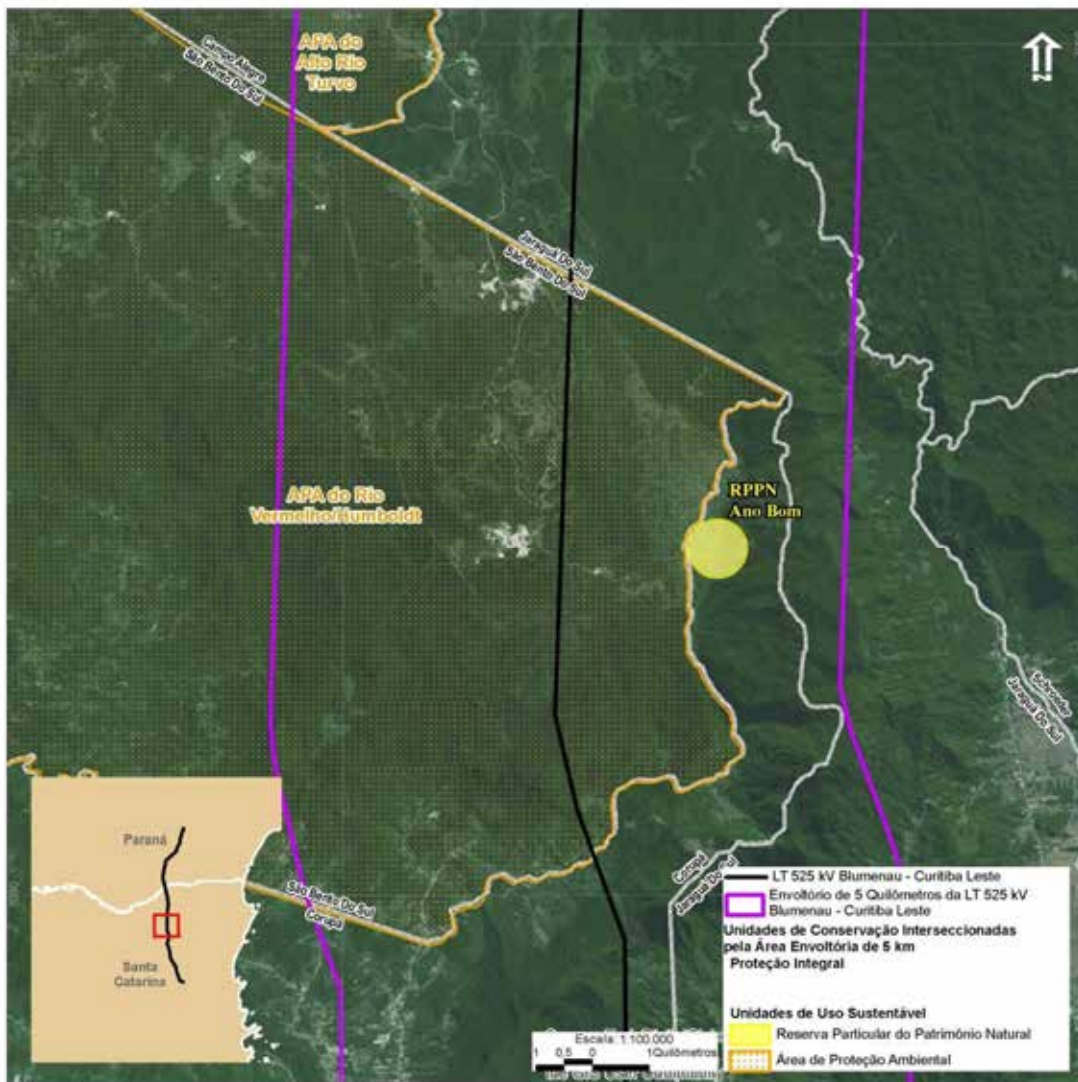 APA do
Alto Rio
Turvo
Campo Alegre
São Bento Do Sul
N
Jaraguá Do Sul
São Bento Do Sul
APA do Rio
Vermelho/Humboldt
RPPN
Ano Bom
Schroeder
Jaraguá Do Sul
Corupá
Jaraguá Do Sul
São Bento Do Sul
Corupá
Paraná
Santa
Catarina
LT 525 kV Blumenau - Curitiba Leste
Envoltório de 5 Quilômetros da LT 525 kV
Blumenau - Curitiba Leste
Unidades de Conservação Interseccionadas
pela Área Envoltória de 5 km
Proteção Integral
Unidades de Uso Sustentável
Reserva Particular do Patrimônio Natural
Área de Proteção Ambiental
Escala: 1:100.000
1 0,5 0 1Quilômetros